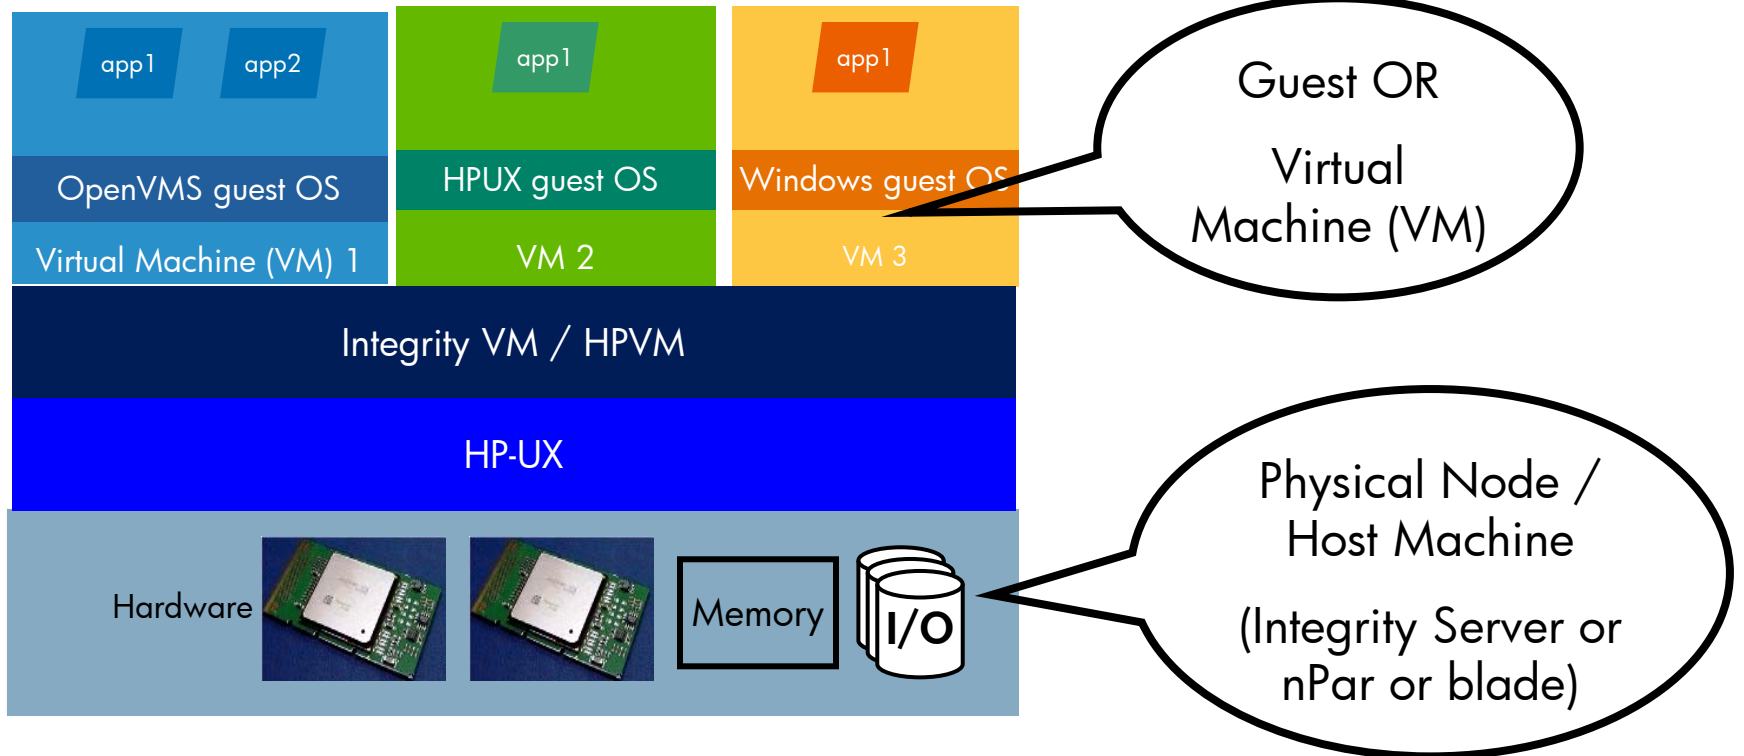 app1
app2
app1
app1
OpenVMS guest OS
HPUX guest OS
Windows guest OS
Virtual Machine (VM) 1
VM 2
VM 3
Integrity VM / HPVM
HP-UX
Hardware
Memory
I/O
Guest OR
Virtual
Machine (VM)
Physical Node /
Host Machine
(Integrity Server or
nPar or blade)